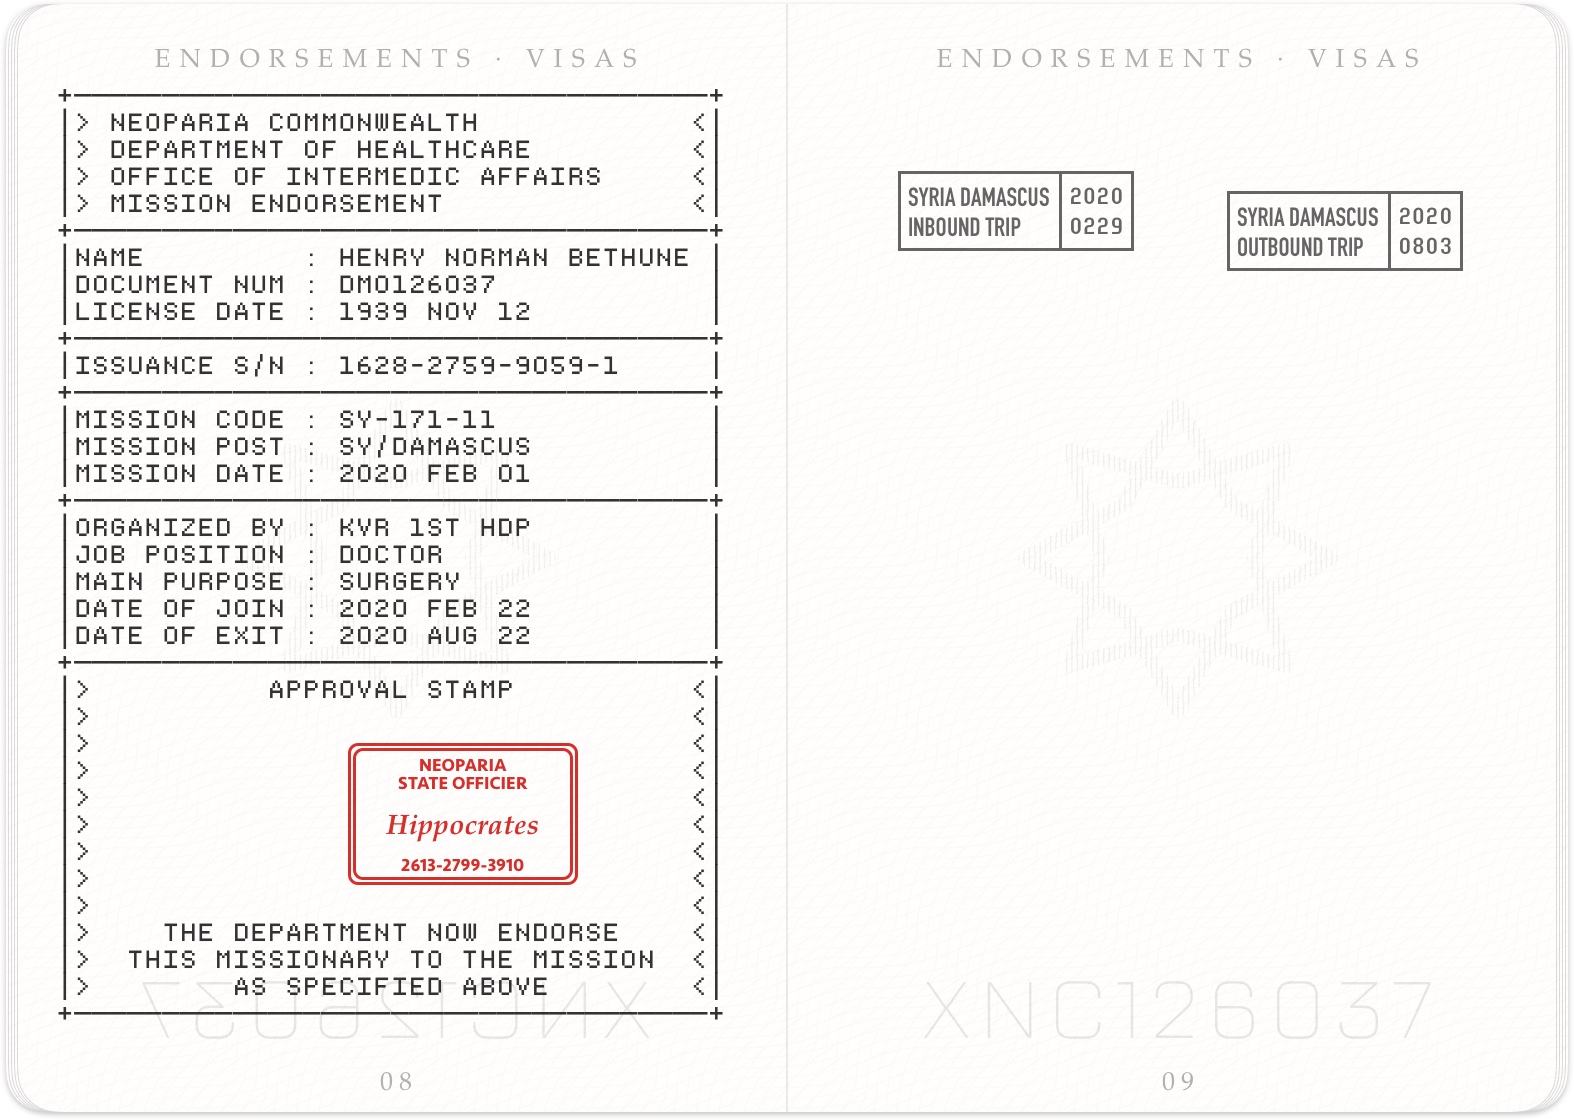 ENDORSEMENTS · VISAS
> NEOPARIA COMMONWEALTH <
> DEPARTMENT OF HEALTHCARE <
> OFFICE OF INTERMEDIC AFFAIRS <
> MISSION ENDORSEMENT <
NAME : HENRY NORMAN BETHUNE
DOCUMENT NUM : DM0126037
LICENSE DATE : 1939 NOV 12
ISSUANCE S/N : 1628-2759-9059-1
MISSION CODE : SY-171-11
MISSION POST : SY/DAMASCUS
MISSION DATE : 2020 FEB 01
ORGANIZED BY : KVR 1ST HDP
JOB POSITION : DOCTOR
MAIN PURPOSE : SURGERY
DATE OF JOIN : 2020 FEB 22
DATE OF EXIT : 2020 AUG 22
> APPROVAL STAMP <
NEOPARIA
STATE OFFICIER
Hippocrates
2613-2799-3910
> THE DEPARTMENT NOW ENDORSE <
> THIS MISSIONARY TO THE MISSION <
> AS SPECIFIED ABOVE <
XNC126037
08
ENDORSEMENTS · VISAS
SYRIA DAMASCUS 2020
INBOUND TRIP 0229
SYRIA DAMASCUS 2020
OUTBOUND TRIP 0803
XNC126037
09